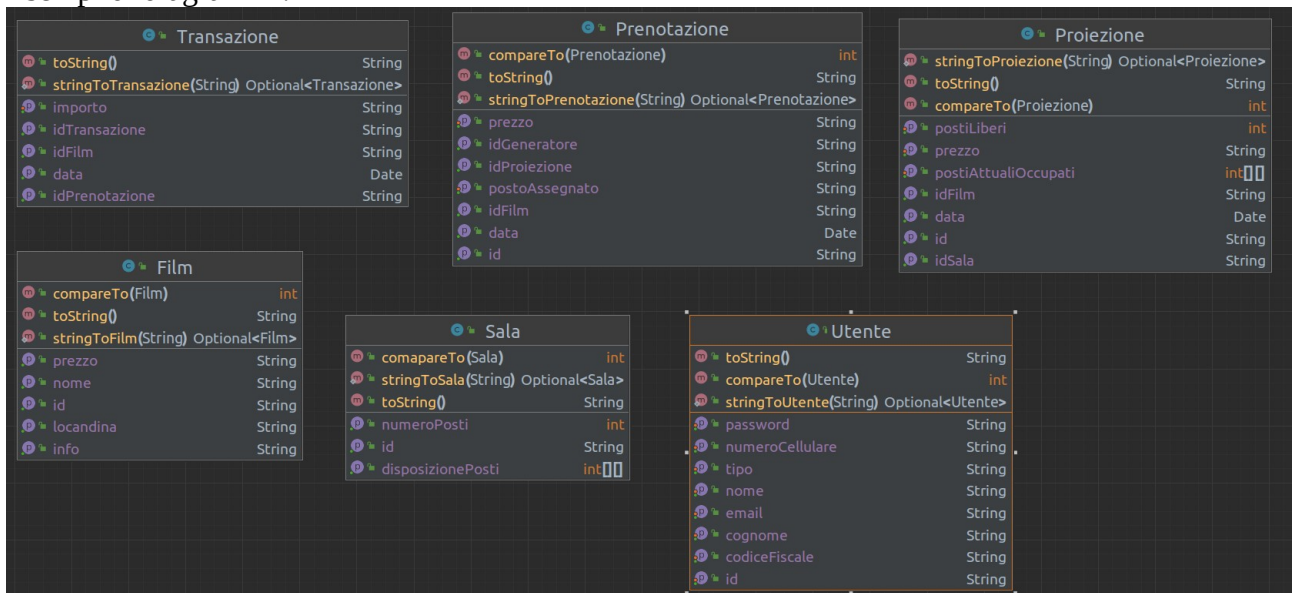 Transazione
toString() String
stringToTransazione(String) Optional<Transazione>
importo String
idTransazione String
idFilm String
data Date
idPrenotazione String
Prenotazione
compareTo(Prenotazione) int
toString() String
stringToPrenotazione(String) Optional<Prenotazione>
prezzo String
idGeneratore String
idProiezione String
postoAssegnato String
idFilm String
data Date
id String
Proiezione
stringToProiezione(String) Optional<Proiezione>
toString() String
compareTo(Proiezione) int
postiLiberi int
prezzo String
postiAttualiOccupati int[][]
idFilm String
data Date
id String
idSala String
Film
compareTo(Film) int
toString() String
stringToFilm(String) Optional<Film>
prezzo String
nome String
id String
locandina String
info String
Sala
comapareTo(Sala) int
stringToSala(String) Optional<Sala>
toString() String
numeroPosti int
id String
disposizionePosti int[][]
Utente
toString() String
compareTo(Utente) int
stringToUtente(String) Optional<Utente>
password String
numeroCellulare String
tipo String
nome String
email String
cognome String
codiceFiscale String
id String